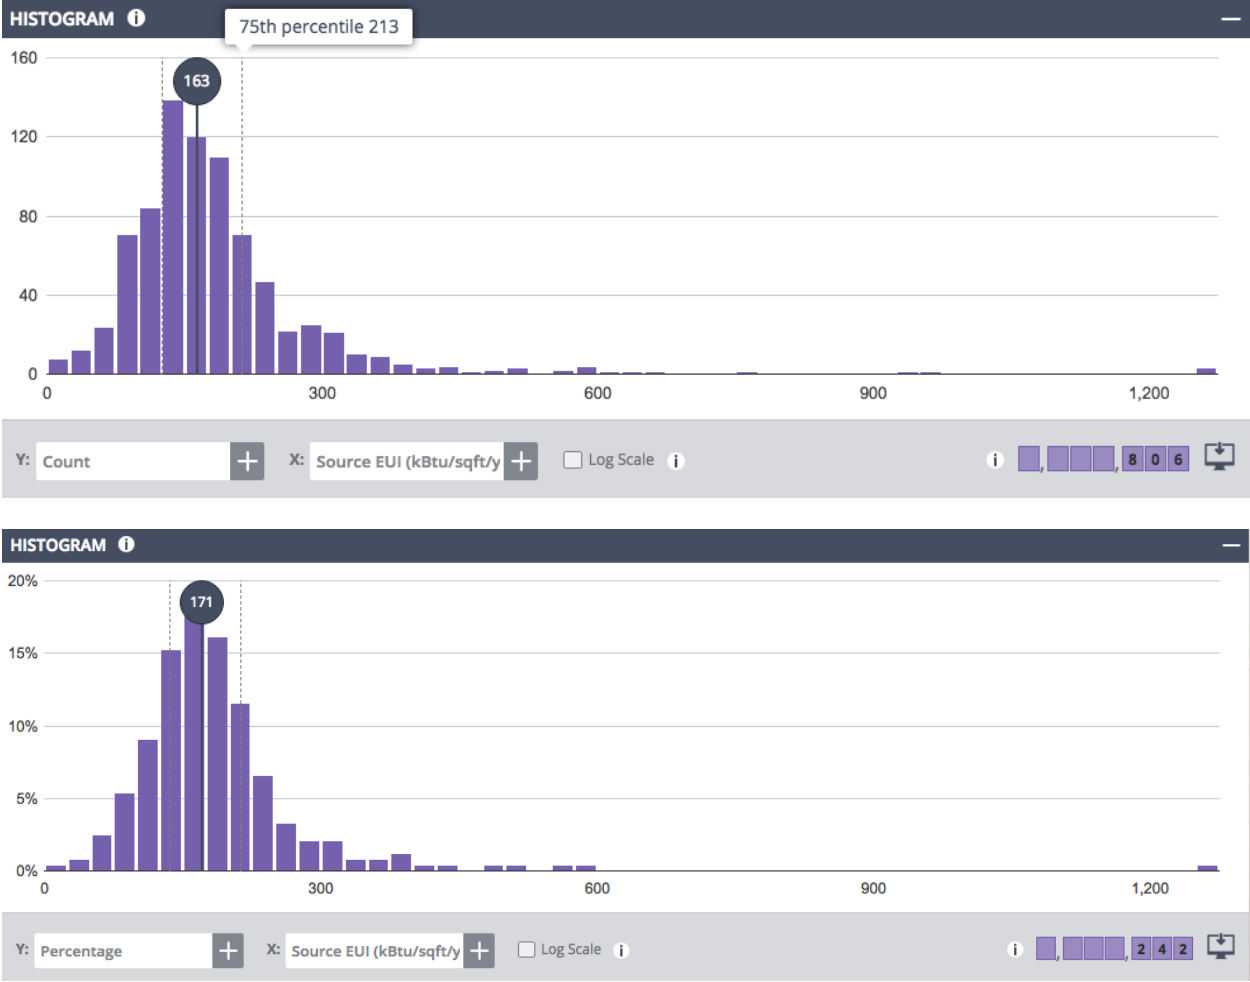 HISTOGRAM i
75th percentile 213
160
163
120
80
40
0
0 300 600 900 1,200
Y: Count + X: Source EUI (kBtu/sqft/y + Log Scale i i , , 8 0 6
HISTOGRAM i
20%
171
15%
10%
5%
0%
0 300 600 900 1,200
Y: Percentage + X: Source EUI (kBtu/sqft/y + Log Scale i i , , 2 4 2